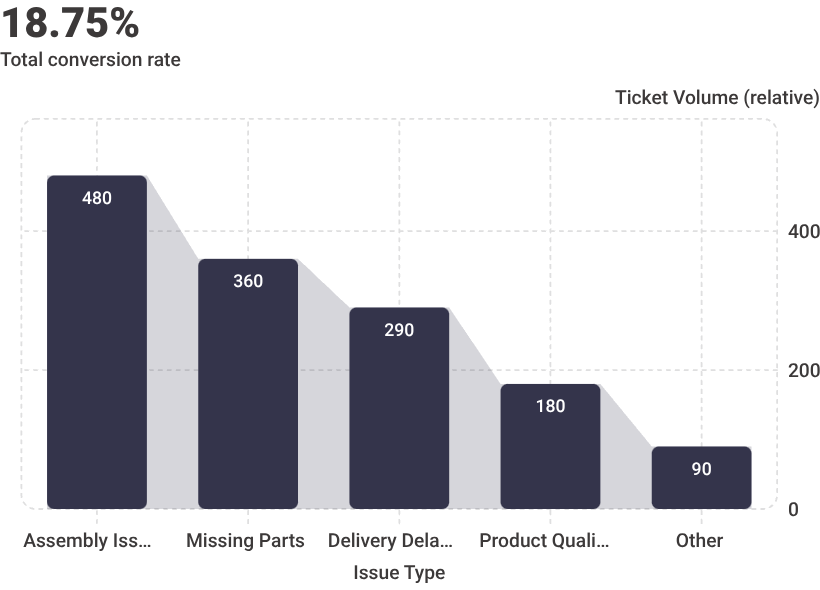 18.75%
Total conversion rate
Ticket Volume (relative)
480
360
290
180
90
400
200
0
Assembly Iss... Missing Parts Delivery Dela... Product Quali... Other
Issue Type